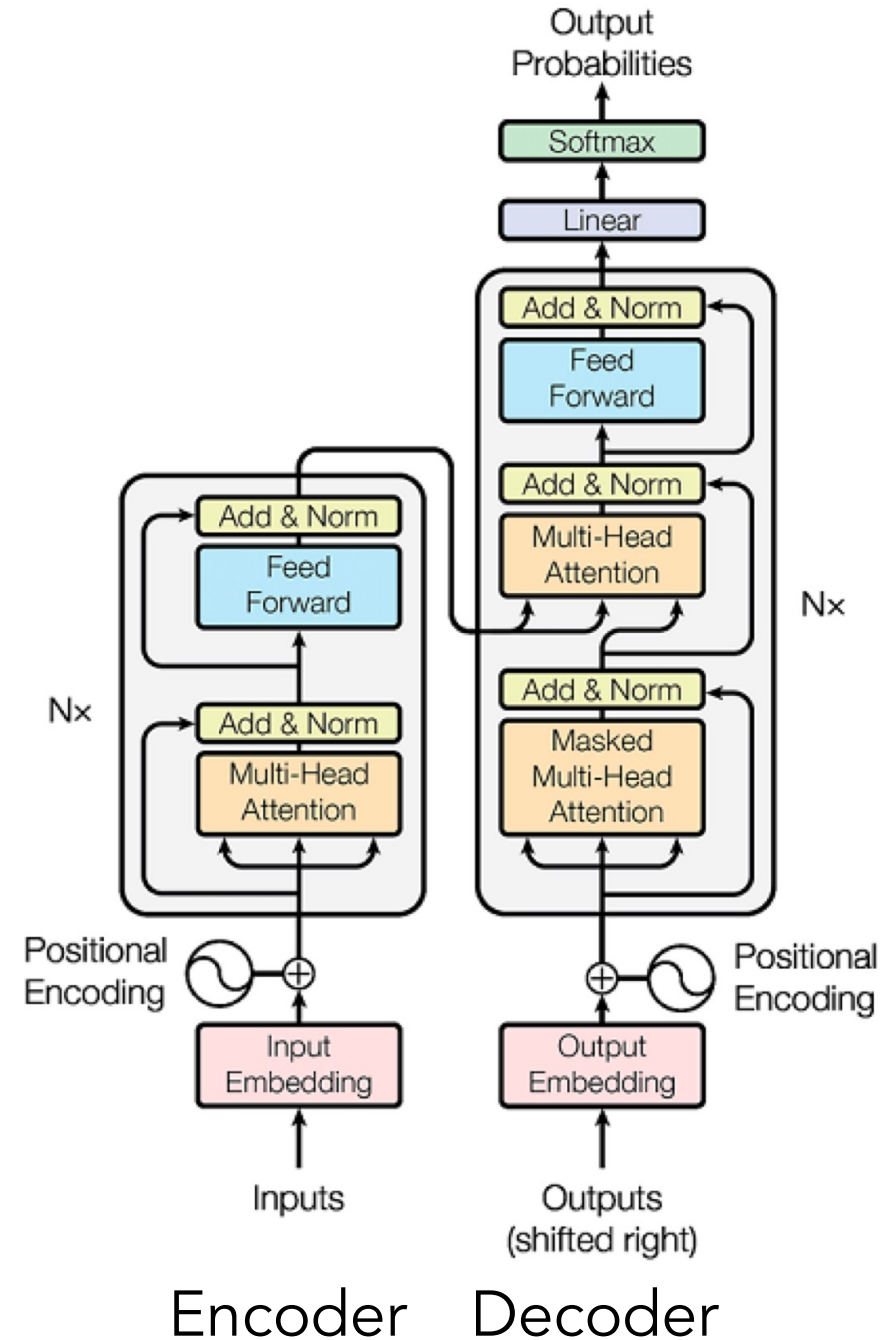 Output
Probabilities
Softmax
Linear
Add & Norm
Feed
Forward
Add & Norm
Multi-Head
Attention
Add & Norm
Masked
Multi-Head
Attention
Nx
Add & Norm
Feed
Forward
Add & Norm
Multi-Head
Attention
Nx
Positional
Encoding
Positional
Encoding
Input
Embedding
Output
Embedding
Inputs
Outputs
(shifted right)
Encoder
Decoder